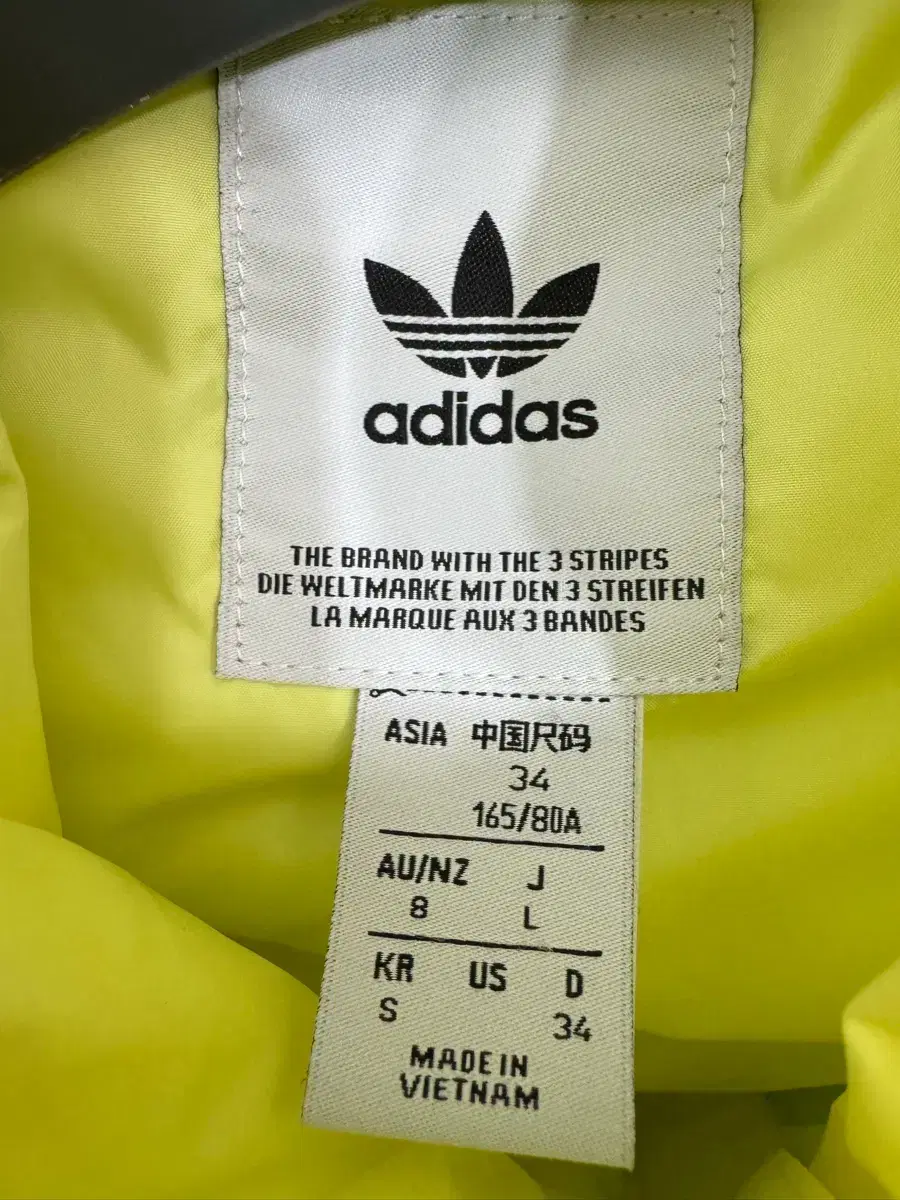 adidas
THE BRAND WITH THE 3 STRIPES
DIE WELTMARKE MIT DEN 3 STREIFEN
LA MARQUE AUX 3 BANDES
ASIA 中国尺码
34
165/80A
AU/NZ J
8 L
KR US D
S 34
MADE IN
VIETNAM